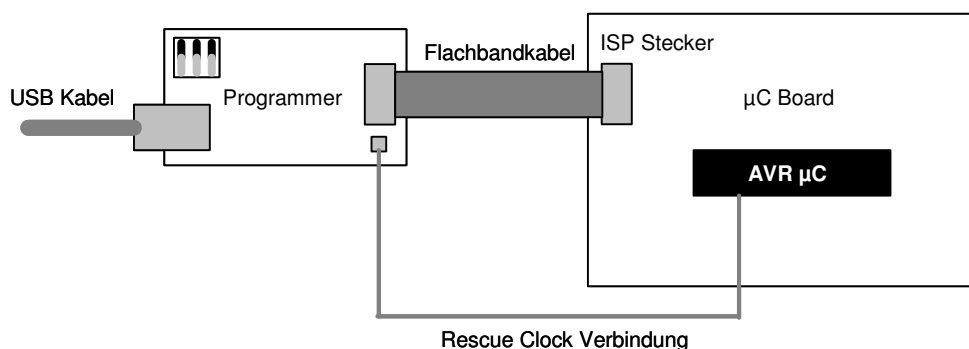 ISP Stecker
Flachbandkabel
USB Kabel
Programmer
µC Board
AVR µC
Rescue Clock Verbindung